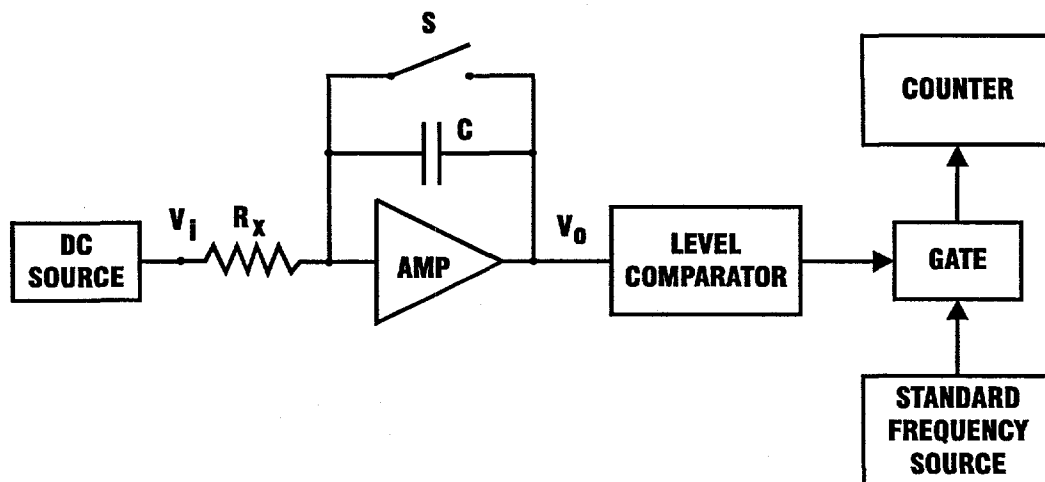 S
COUNTER
C
Vi
Rx
Vo
DC
SOURCE
AMP
LEVEL
COMPARATOR
GATE
STANDARD
FREQUENCY
SOURCE